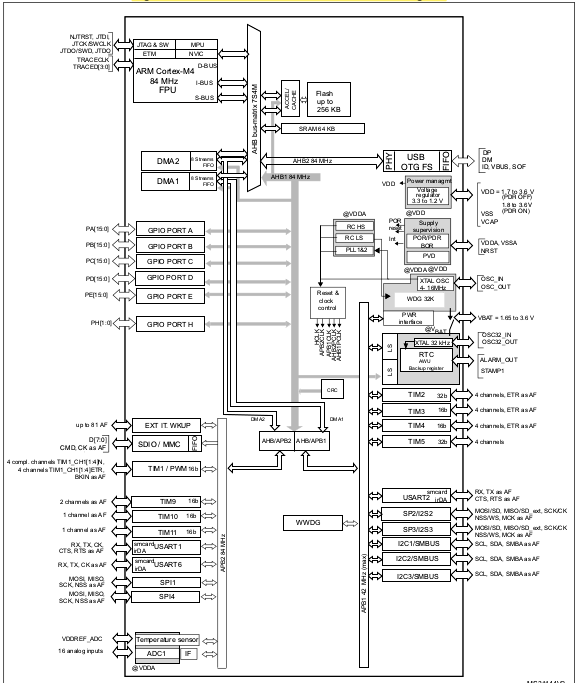 NJTRST, JTDI,
JTCK/SWCLK
JTDO/SWD, JTDO
TRACECLK
TRACED[3:0]
JTAG & SW
MPU
ETM
NVIC
ARM Cortex-M4
84 MHz
FPU
D-BUS
I-BUS
S-BUS
AHB bus-matrix 7S4M
ACCEL/
CACHE
Flash
up to
256 KB
SRAM 64 KB
DMA2
8 Streams
FIFO
DMA1
8 Streams
FIFO
AHB2 84 MHz
AHB1 84 MHz
PHY
USB
OTG FS
FIFO
DP
DM
ID, VBUS, SOF
Power managmt
VDD
Voltage
regulator
3.3 to 1.2 V
VDD = 1.7 to 3.6 V
(PDR OFF)
1.8 to 3.6V
(PDR ON)
VSS
VCAP
@VDDA
@VDD
RC HS
RC LS
PLL1&2
POR
reset
Int
Supply
supervision
POR/PDR
BOR
PVD
VDDA, VSSA
NRST
@VDDA
@VDD
XTAL OSC
4- 16MHz
WDG 32K
OSC_IN
OSC_OUT
PA[15:0]
GPIO PORT A
PB[15:0]
GPIO PORT B
PC[15:0]
GPIO PORT C
PD[15:0]
GPIO PORT D
PE[15:0]
GPIO PORT E
PH[1:0]
GPIO PORT H
Reset &
clock
control
HCLK
APB2CLK
APB1CLK
AHB2PCLK
AHB1PCLK
PWR
interface
VBAT = 1.65 to 3.6 V
@VBAT
LS
LS
XTAL 32 kHz
RTC
AWU
Backup register
OSC32_IN
OSC32_OUT
ALARM_OUT
STAMP1
CRC
TIM2
32b
4 channels, ETR as AF
TIM3
16b
4 channels, ETR as AF
TIM4
16b
4 channels, ETR as AF
TIM5
32b
4 channels
DMA2
DMA1
AHB/APB2
AHB/APB1
up to 81 AF
EXT IT. WKUP
D[7:0]
CMD, CK as AF
SDIO / MMC
FIFO
4 compl. channels TIM1_CH1[1:4]N,
4 channels TIM1_CH1[1:4]ETR,
BKIN as AF
TIM1 / PWM
16b
2 channels as AF
TIM9
16b
1 channel as AF
TIM10
16b
1 channel as AF
TIM11
16b
RX, TX, CK,
CTS, RTS as AF
smcard
irDA
USART1
RX, TX, CK as AF
smcard
irDA
USART6
MOSI, MISO,
SCK, NSS as AF
SPI1
MOSI, MISO,
SCK, NSS as AF
SPI4
APB2 84 MHz
WWDG
APB1 42 MHz (max)
smcard
irDA
USART2
RX, TX as AF
CTS, RTS as AF
SP2/I2S2
MOSI/SD, MISO/SD_ext, SCK/CK
NSS/WS, MCK as AF
SP3/I2S3
MOSI/SD, MISO/SD_ext, SCK/CK
NSS/WS, MCK as AF
I2C1/SMBUS
SCL, SDA, SMBA as AF
I2C2/SMBUS
SCL, SDA, SMBA as AF
I2C3/SMBUS
SCL, SDA, SMBA as AF
VDDREF_ADC
Temperature sensor
16 analog inputs
ADC1
IF
@VDDA